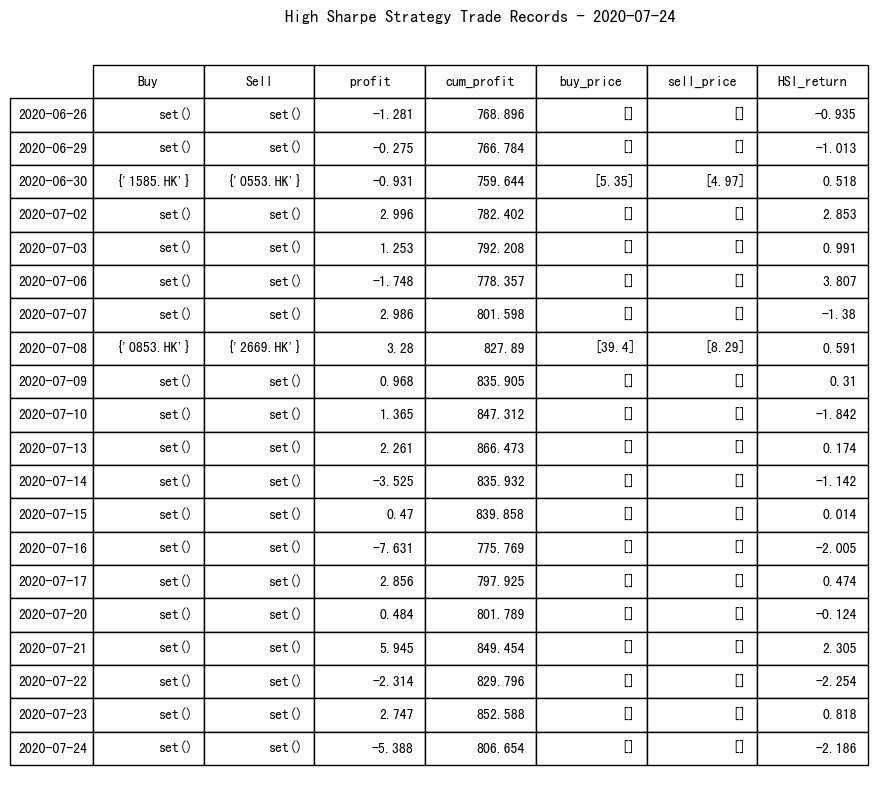 High Sharpe Strategy Trade Records - 2020-07-24
Buy Sell profit cum_profit buy_price sell_price HSI_return
2020-06-26 set() set() -1.281 768.896 [] [] -0.935
2020-06-29 set() set() -0.275 766.784 [] [] -1.013
2020-06-30 {'1585.HK'} {'0553.HK'} -0.931 759.644 [5.35] [4.97] 0.518
2020-07-02 set() set() 2.996 782.402 [] [] 2.853
2020-07-03 set() set() 1.253 792.208 [] [] 0.991
2020-07-06 set() set() -1.748 778.357 [] [] 3.807
2020-07-07 set() set() 2.986 801.598 [] [] -1.38
2020-07-08 {'0853.HK'} {'2669.HK'} 3.28 827.89 [39.4] [8.29] 0.591
2020-07-09 set() set() 0.968 835.905 [] [] 0.31
2020-07-10 set() set() 1.365 847.312 [] [] -1.842
2020-07-13 set() set() 2.261 866.473 [] [] 0.174
2020-07-14 set() set() -3.525 835.932 [] [] -1.142
2020-07-15 set() set() 0.47 839.858 [] [] 0.014
2020-07-16 set() set() -7.631 775.769 [] [] -2.005
2020-07-17 set() set() 2.856 797.925 [] [] 0.474
2020-07-20 set() set() 0.484 801.789 [] [] -0.124
2020-07-21 set() set() 5.945 849.454 [] [] 2.305
2020-07-22 set() set() -2.314 829.796 [] [] -2.254
2020-07-23 set() set() 2.747 852.588 [] [] 0.818
2020-07-24 set() set() -5.388 806.654 [] [] -2.186